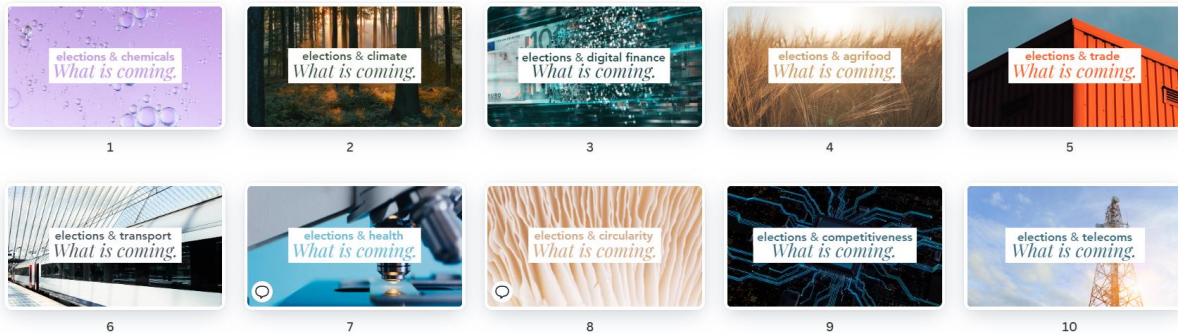 elections & chemicals
What is coming.
elections & climate
What is coming.
elections & digital finance
What is coming.
elections & agrifood
What is coming.
elections & trade
What is coming.
1
2
3
4
5
elections & transport
What is coming.
elections & health
What is coming.
elections & circularity
What is coming.
elections & competitiveness
What is coming.
elections & telecoms
What is coming.
6
7
8
9
10